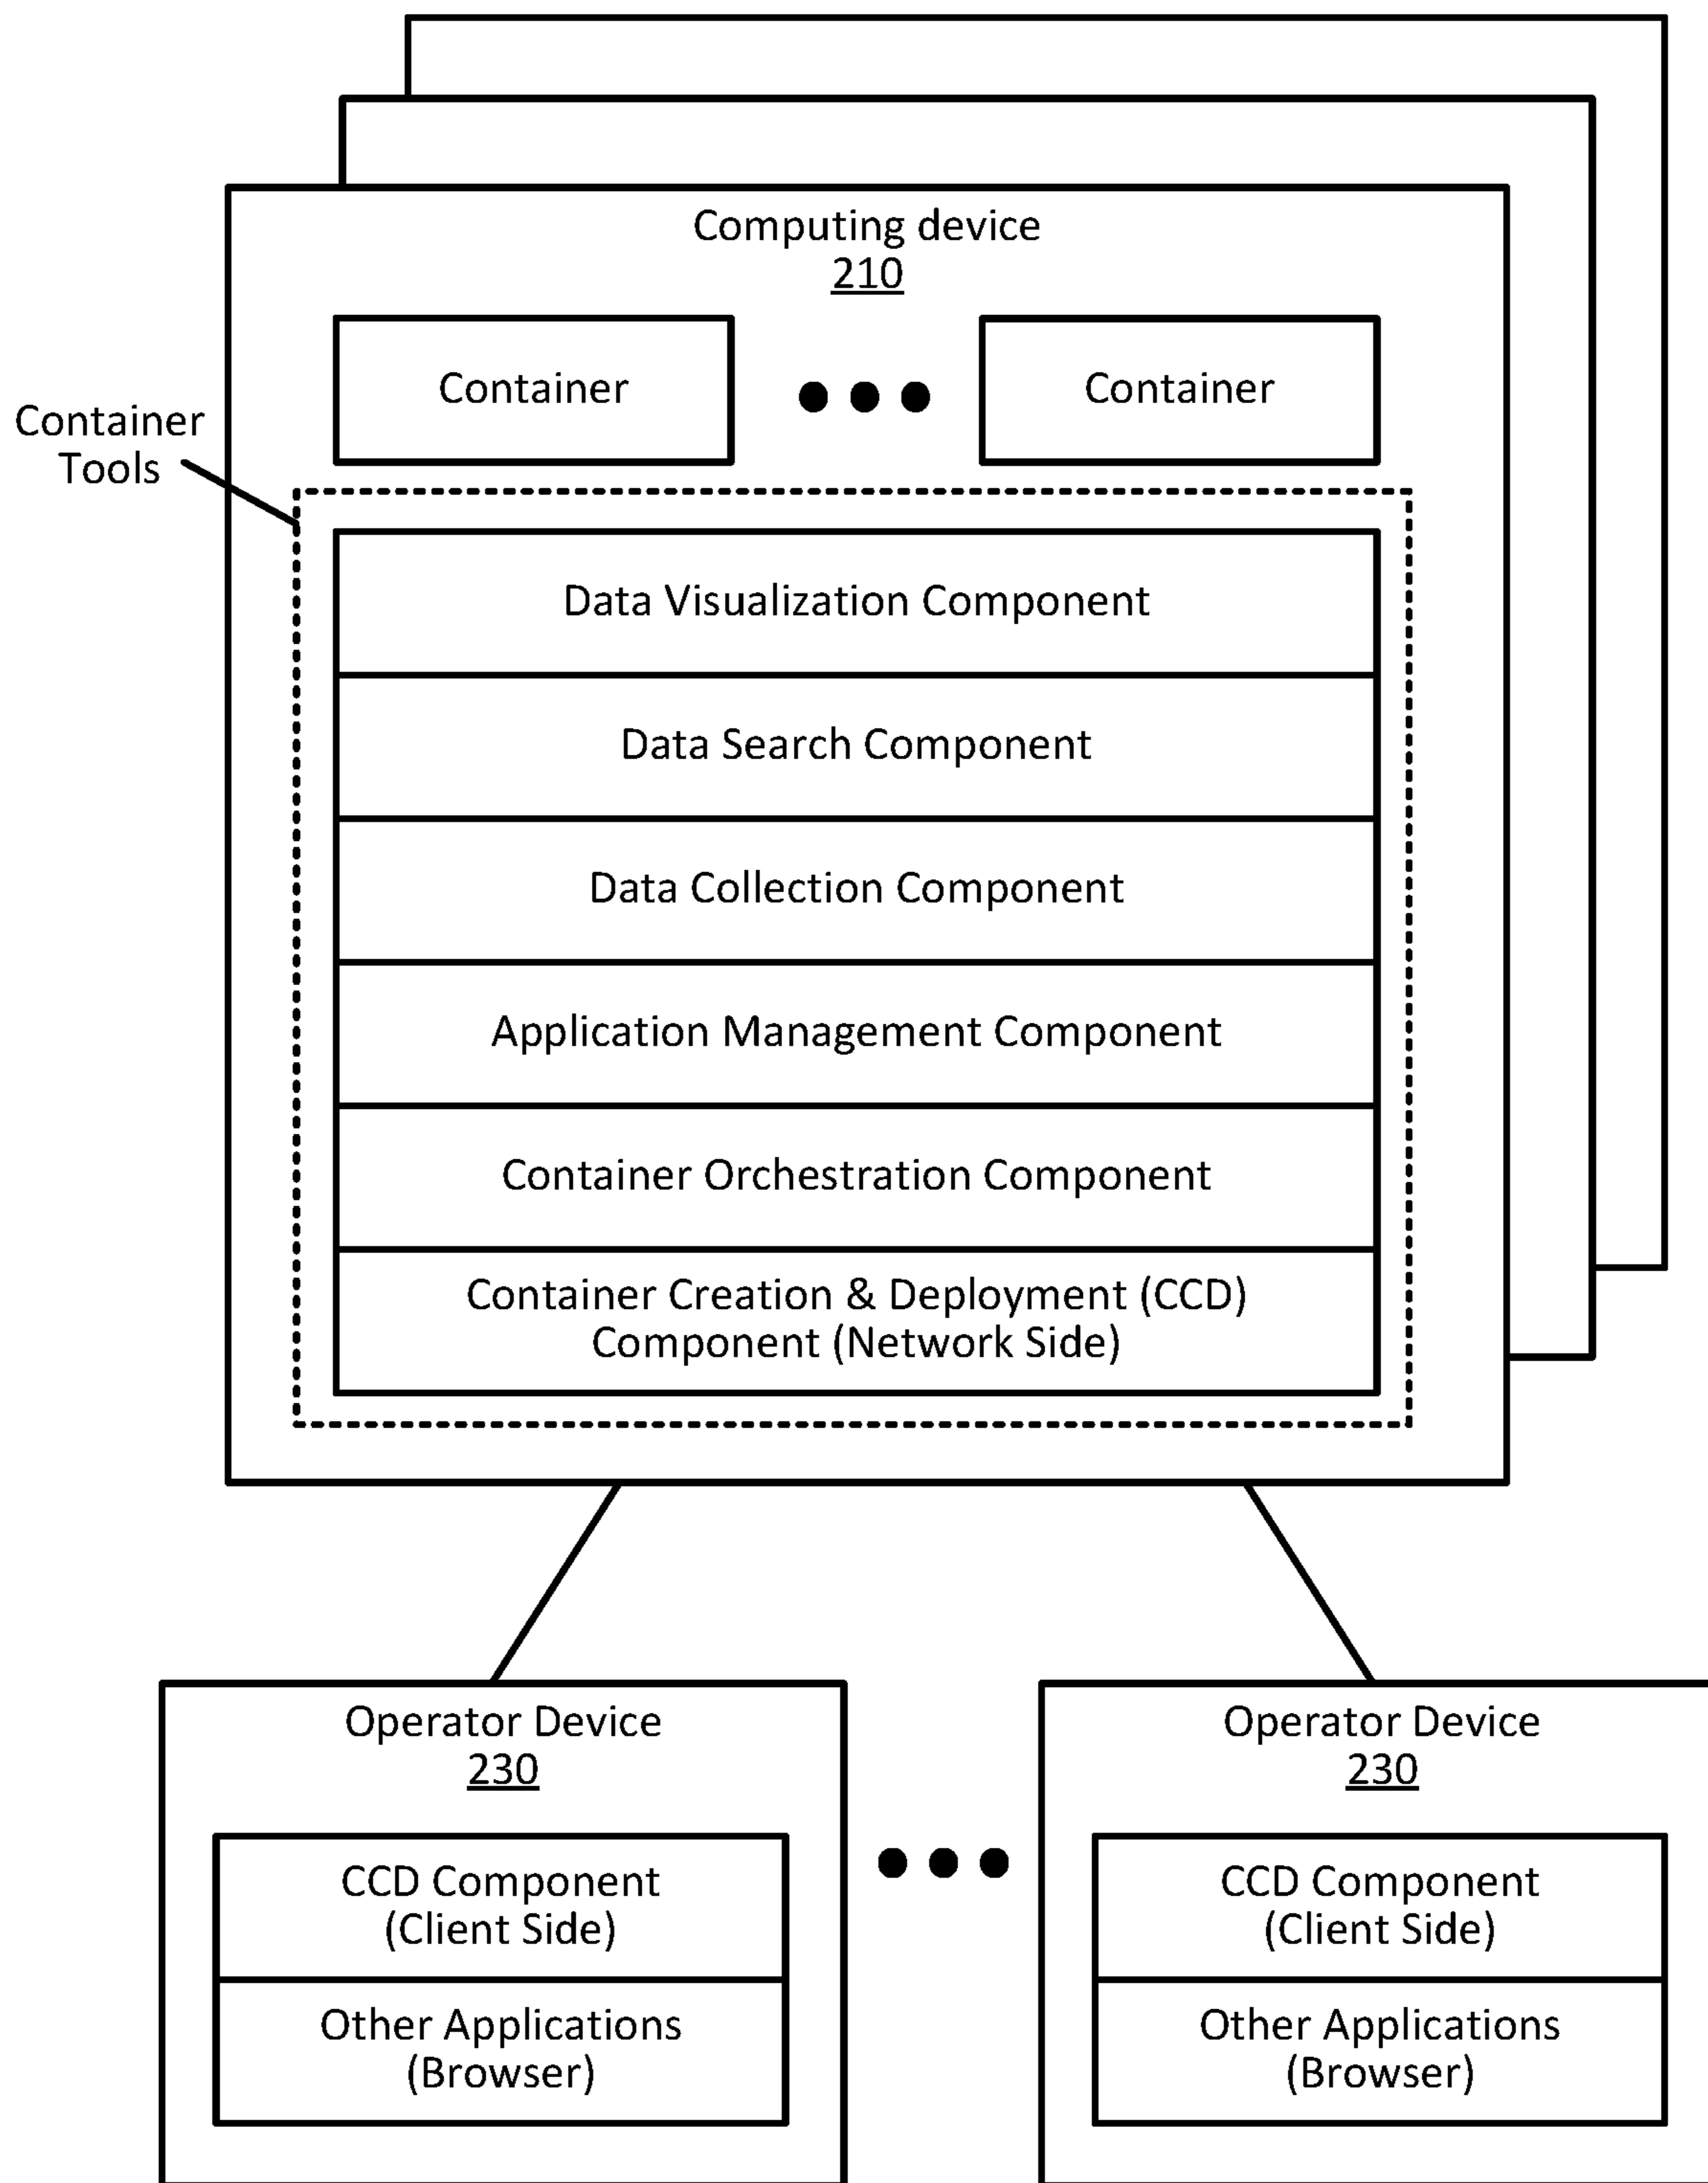 Computing device
210
Container
Container
Container
Tools
Data Visualization Component
Data Search Component
Data Collection Component
Application Management Component
Container Orchestration Component
Container Creation & Deployment (CCD)
Component (Network Side)
Operator Device
230
CCD Component
(Client Side)
Other Applications
(Browser)
Operator Device
230
CCD Component
(Client Side)
Other Applications
(Browser)